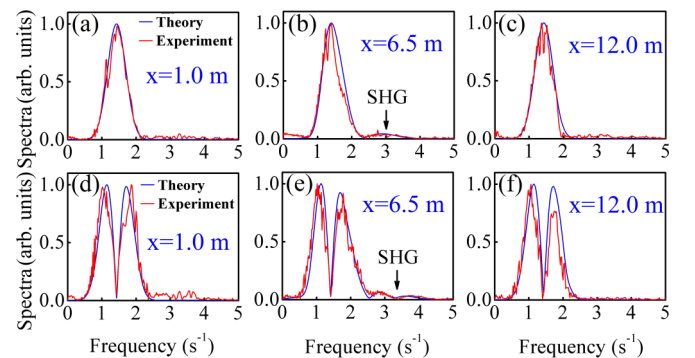 (a)
Theory
Experiment
x=1.0 m
(b)
x=6.5 m
SHG
(c)
x=12.0 m
Spectra (arb. units)
1.0
0.5
0.0
0 1 2 3 4 5
1.0
0.5
0.0
0 1 2 3 4 5
1.0
0.5
0.0
0 1 2 3 4 5
(d)
Theory
Experiment
x=1.0 m
(e)
x=6.5 m
SHG
(f)
x=12.0 m
Spectra (arb. units)
1.0
0.5
0.0
0 1 2 3 4 5
1.0
0.5
0.0
0 1 2 3 4 5
1.0
0.5
0.0
0 1 2 3 4 5
Frequency (s⁻¹)
Frequency (s⁻¹)
Frequency (s⁻¹)